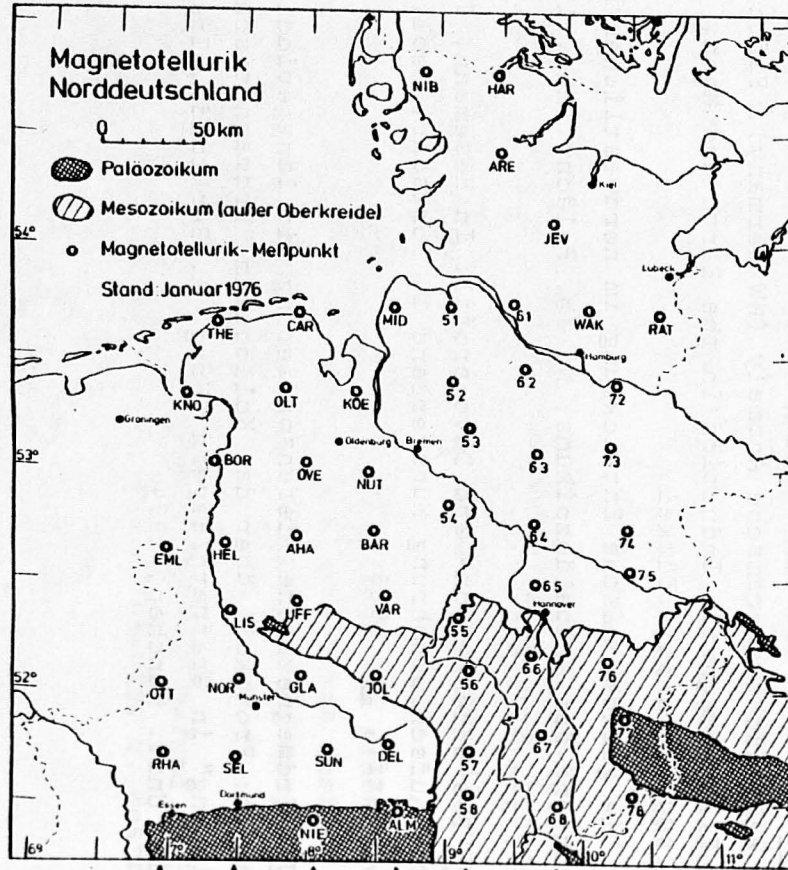 Magnetotellurik
Norddeutschland
0 50 km
Paläozoikum
Mesozoikum (außer Oberkreide)
Magnetotellurik-Meßpunkt
Stand: Januar 1976
NIB HAR
ARE
Kiel
54°
JEV
Lübeck
THE CAR MID 51 61 WAK RAT
Hamburg
KNO OLT KOE 52 62 72
Groningen Oldenburg Bremen 53
53° BOR OVE NUT 63 73
54
EML HEL AHA BAR 64 74
65 75
Hannover
LIS UFF VAR 55
66 76
52° OTT NOR GLA JOL 56
Münster
77
RHA SEL SÜN DEL 57 67
Essen Dortmund 58 68 78
NIE ALM
6° 7° 8° 9° 10° 11°